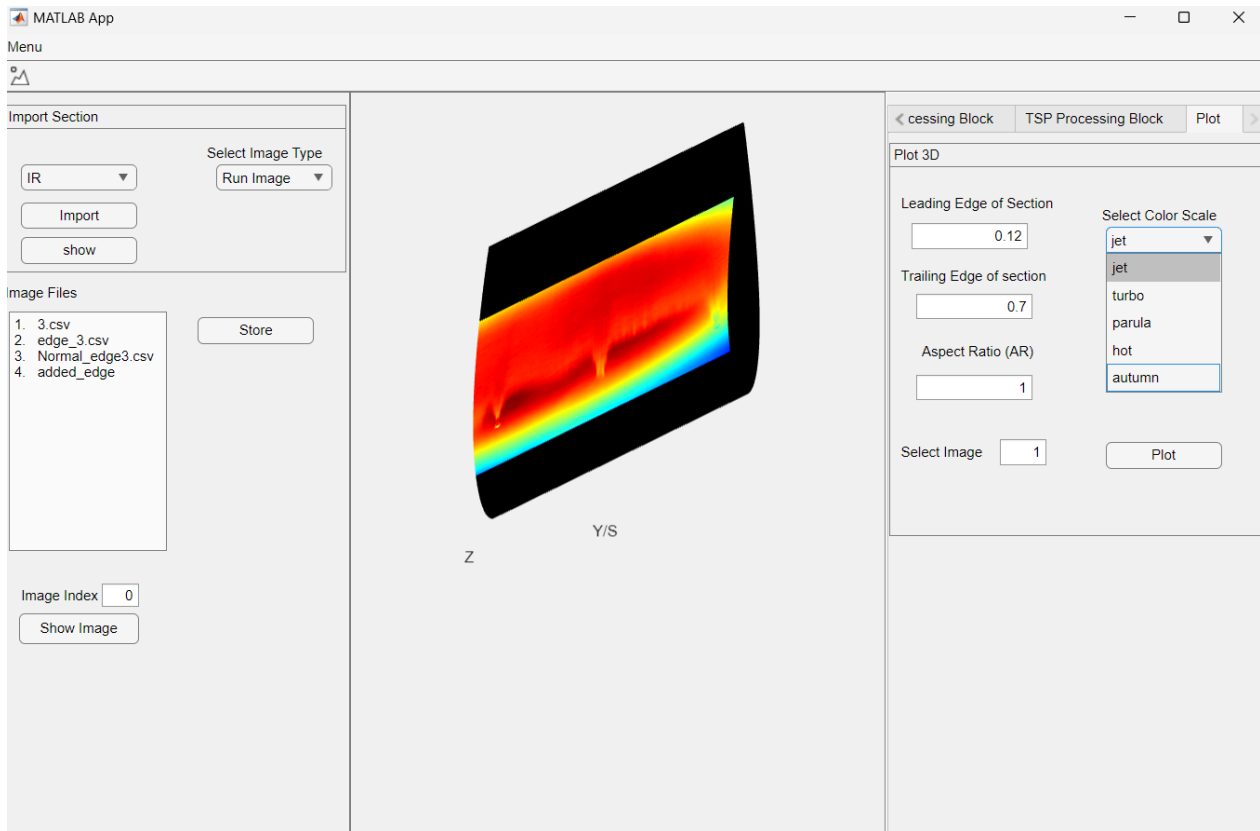 MATLAB App
Menu
Import Section
Select Image Type
IR
Run Image
Import
show
Image Files
1. 3.csv
2. edge_3.csv
3. Normal_edge3.csv
4. added_edge
Store
Image Index 0
Show Image
Y/S
Z
cessing Block TSP Processing Block Plot
Plot 3D
Leading Edge of Section
0.12
Trailing Edge of section
0.7
Aspect Ratio (AR)
1
Select Image 1
Select Color Scale
jet
jet
turbo
parula
hot
autumn
Plot